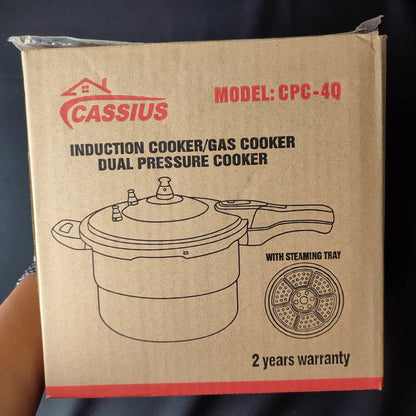 CASSIUS
MODEL: CPC-4Q
INDUCTION COOKER/GAS COOKER
DUAL PRESSURE COOKER
WITH STEAMING TRAY
2 years warranty